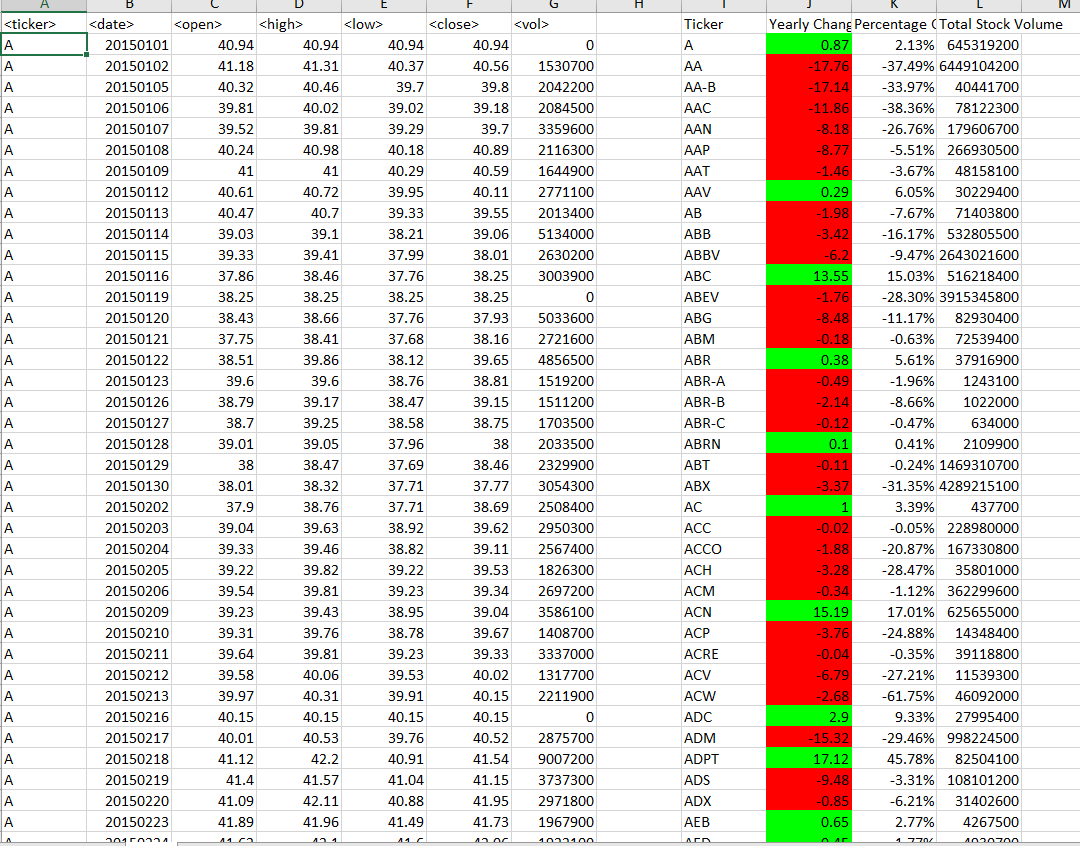 A B C D E F G H I J K L M
<ticker> <date> <open> <high> <low> <close> <vol> Ticker Yearly Chang Percentage Total Stock Volume
A 20150101 40.94 40.94 40.94 40.94 0 A 0.87 2.13% 645319200
A 20150102 41.18 41.31 40.37 40.56 1530700 AA -17.76 -37.49% 6449104200
A 20150105 40.32 40.46 39.7 39.8 2042200 AA-B -17.14 -33.97% 40441700
A 20150106 39.81 40.02 39.02 39.18 2084500 AAC -11.86 -38.36% 78122300
A 20150107 39.52 39.81 39.29 39.7 3359600 AAN -8.18 -26.76% 179606700
A 20150108 40.24 40.98 40.18 40.89 2116300 AAP -8.77 -5.51% 266930500
A 20150109 41 41 40.29 40.59 1644900 AAT -1.46 -3.67% 48158100
A 20150112 40.61 40.72 39.95 40.11 2771100 AAV 0.29 6.05% 30229400
A 20150113 40.47 40.7 39.33 39.55 2013400 AB -1.98 -7.67% 71403800
A 20150114 39.03 39.1 38.21 39.06 5134000 ABB -3.42 -16.17% 532805500
A 20150115 39.33 39.41 37.99 38.01 2630200 ABBV -6.2 -9.47% 2643021600
A 20150116 37.86 38.46 37.76 38.25 3003900 ABC 13.55 15.03% 516218400
A 20150119 38.25 38.25 38.25 38.25 0 ABEV -1.76 -28.30% 3915345800
A 20150120 38.43 38.66 37.76 37.93 5033600 ABG -8.48 -11.17% 82930400
A 20150121 37.75 38.41 37.68 38.16 2721600 ABM -0.18 -0.63% 72539400
A 20150122 38.51 39.86 38.12 39.65 4856500 ABR 0.38 5.61% 37916900
A 20150123 39.6 39.6 38.76 38.81 1519200 ABR-A -0.49 -1.96% 1243100
A 20150126 38.79 39.17 38.47 39.15 1511200 ABR-B -2.14 -8.66% 1022000
A 20150127 38.7 39.25 38.58 38.75 1703500 ABR-C -0.12 -0.47% 634000
A 20150128 39.01 39.05 37.96 38 2033500 ABRN 0.1 0.41% 2109900
A 20150129 38 38.47 37.69 38.46 2329900 ABT -0.11 -0.24% 1469310700
A 20150130 38.01 38.32 37.71 37.77 3054300 ABX -3.37 -31.35% 4289215100
A 20150202 37.9 38.76 37.71 38.69 2508400 AC 1 3.39% 437700
A 20150203 39.04 39.63 38.92 39.62 2950300 ACC -0.02 -0.05% 228980000
A 20150204 39.33 39.46 38.82 39.11 2567400 ACCO -1.88 -20.87% 167330800
A 20150205 39.22 39.82 39.22 39.53 1826300 ACH -3.28 -28.47% 35801000
A 20150206 39.54 39.81 39.23 39.34 2697200 ACM -0.34 -1.12% 362299600
A 20150209 39.23 39.43 38.95 39.04 3586100 ACN 15.19 17.01% 625655000
A 20150210 39.31 39.76 38.78 39.67 1408700 ACP -3.76 -24.88% 14348400
A 20150211 39.64 39.81 39.23 39.33 3337000 ACRE -0.04 -0.35% 39118800
A 20150212 39.58 40.06 39.53 40.02 1317700 ACV -6.79 -27.21% 11539300
A 20150213 39.97 40.31 39.91 40.15 2211900 ACW -2.68 -61.75% 46092000
A 20150216 40.15 40.15 40.15 40.15 0 ADC 2.9 9.33% 27995400
A 20150217 40.01 40.53 39.76 40.52 2875700 ADM -15.32 -29.46% 998224500
A 20150218 41.12 42.2 40.91 41.54 9007200 ADPT 17.12 45.78% 82504100
A 20150219 41.4 41.57 41.04 41.15 3737300 ADS -9.48 -3.31% 108101200
A 20150220 41.09 42.11 40.88 41.95 2971800 ADX -0.85 -6.21% 31402600
A 20150223 41.89 41.96 41.49 41.73 1967900 AEB 0.65 2.77% 4267500